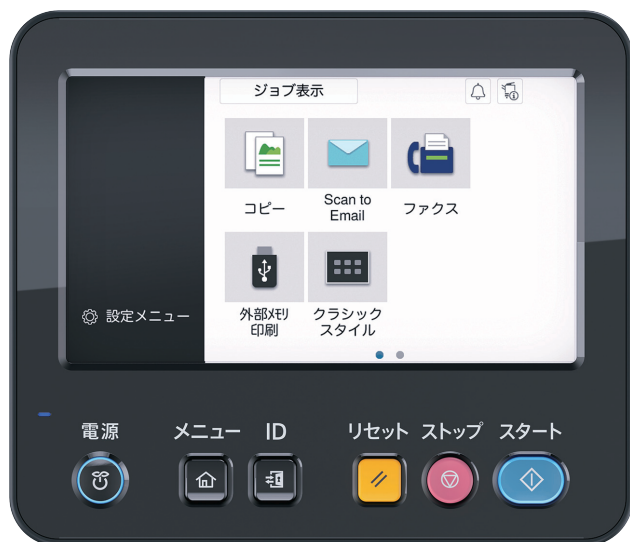 ジョブ表示
コピー
Scan to
Email
ファクス
外部メモリ
印刷
クラシック
スタイル
設定メニュー
電源
メニュー
ID
リセット
ストップ
スタート